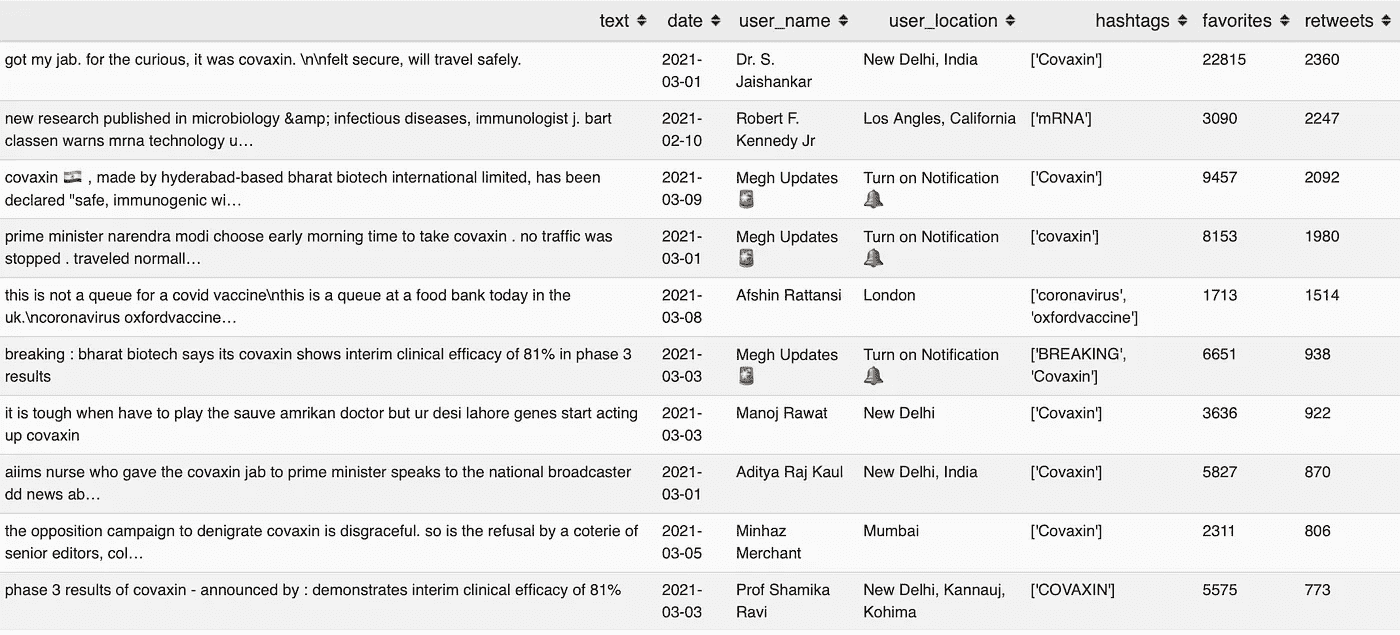 text date user_name user_location hashtags favorites retweets
got my jab. for the curious, it was covaxin. \n\nfelt secure, will travel safely. 2021- Dr. S. New Delhi, India ['Covaxin'] 22815 2360
03-01 Jaishankar
new research published in microbiology &amp; infectious diseases, immunologist j. bart 2021- Robert F. Los Angles, California ['mRNA'] 3090 2247
classen warns mrna technology u… 02-10 Kennedy Jr
covaxin , made by hyderabad-based bharat biotech international limited, has been 2021- Megh Updates Turn on Notification ['Covaxin'] 9457 2092
declared "safe, immunogenic wi… 03-09
prime minister narendra modi choose early morning time to take covaxin . no traffic was 2021- Megh Updates Turn on Notification ['covaxin'] 8153 1980
stopped . traveled normall… 03-01
this is not a queue for a covid vaccine\nthis is a queue at a food bank today in the 2021- Afshin Rattansi London ['coronavirus', 1713 1514
uk.\ncoronavirus oxfordvaccine… 03-08 'oxfordvaccine']
breaking : bharat biotech says its covaxin shows interim clinical efficacy of 81% in phase 3 2021- Megh Updates Turn on Notification ['BREAKING', 6651 938
results 03-03 'Covaxin']
it is tough when have to play the sauve amrikan doctor but ur desi lahore genes start acting 2021- Manoj Rawat New Delhi ['Covaxin'] 3636 922
up covaxin 03-03
aiims nurse who gave the covaxin jab to prime minister speaks to the national broadcaster 2021- Aditya Raj Kaul New Delhi, India ['Covaxin'] 5827 870
dd news ab… 03-01
the opposition campaign to denigrate covaxin is disgraceful. so is the refusal by a coterie of 2021- Minhaz Mumbai ['Covaxin'] 2311 806
senior editors, col… 03-05 Merchant
phase 3 results of covaxin - announced by : demonstrates interim clinical efficacy of 81% 2021- Prof Shamika New Delhi, Kannauj, ['COVAXIN'] 5575 773
03-03 Ravi Kohima